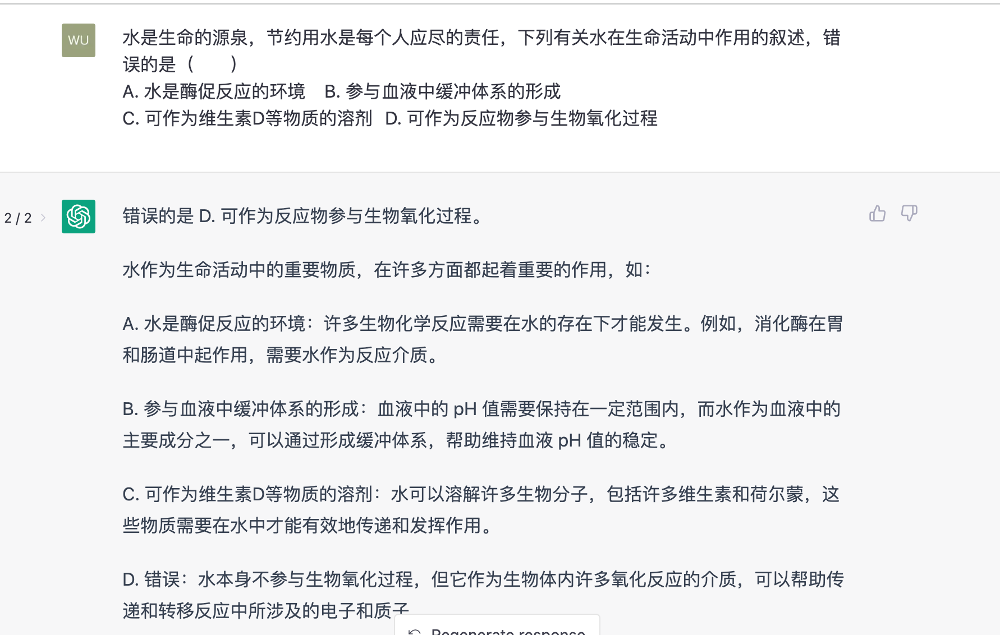 WU
水是生命的源泉，节约用水是每个人应尽的责任，下列有关水在生命活动中作用的叙述，错
误的是（　　）
A. 水是酶促反应的环境　B. 参与血液中缓冲体系的形成
C. 可作为维生素D等物质的溶剂  D. 可作为反应物参与生物氧化过程
2 / 2
错误的是 D. 可作为反应物参与生物氧化过程。
水作为生命活动中的重要物质，在许多方面都起着重要的作用，如：
A. 水是酶促反应的环境：许多生物化学反应需要在水的存在下才能发生。例如，消化酶在胃
和肠道中起作用，需要水作为反应介质。
B. 参与血液中缓冲体系的形成：血液中的 pH 值需要保持在一定范围内，而水作为血液中的
主要成分之一，可以通过形成缓冲体系，帮助维持血液 pH 值的稳定。
C. 可作为维生素D等物质的溶剂：水可以溶解许多生物分子，包括许多维生素和荷尔蒙，这
些物质需要在水中才能有效地传递和发挥作用。
D. 错误：水本身不参与生物氧化过程，但它作为生物体内许多氧化反应的介质，可以帮助传
递和转移反应中所涉及的电子和质子
Regenerate response